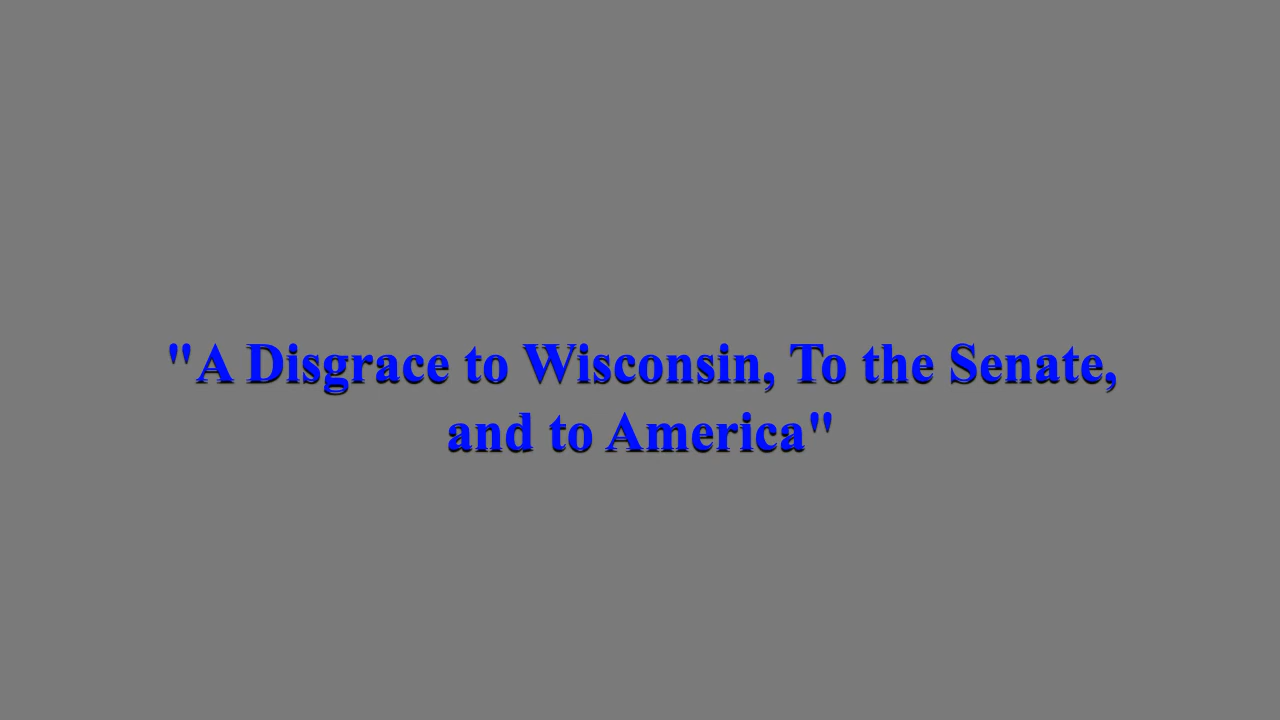 "A Disgrace to Wisconsin, To the Senate,
and to America"